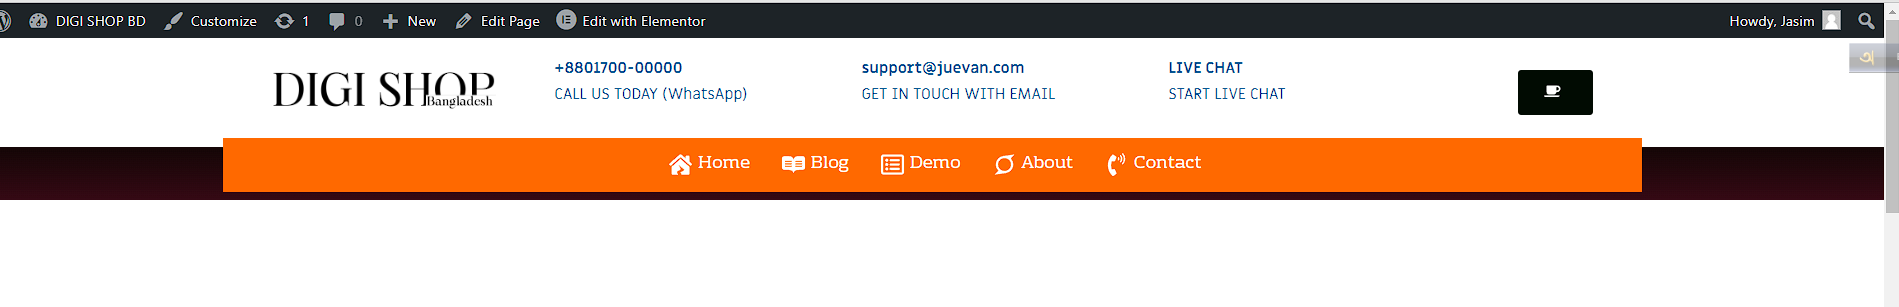 DIGI SHOP BD Customize 1 0 New Edit Page Edit with Elementor Howdy, Jasim
DIGI SHOP
Bangladesh
+8801700-00000
CALL US TODAY (WhatsApp)
support@juevan.com
GET IN TOUCH WITH EMAIL
LIVE CHAT
START LIVE CHAT
অ
Home Blog Demo About Contact